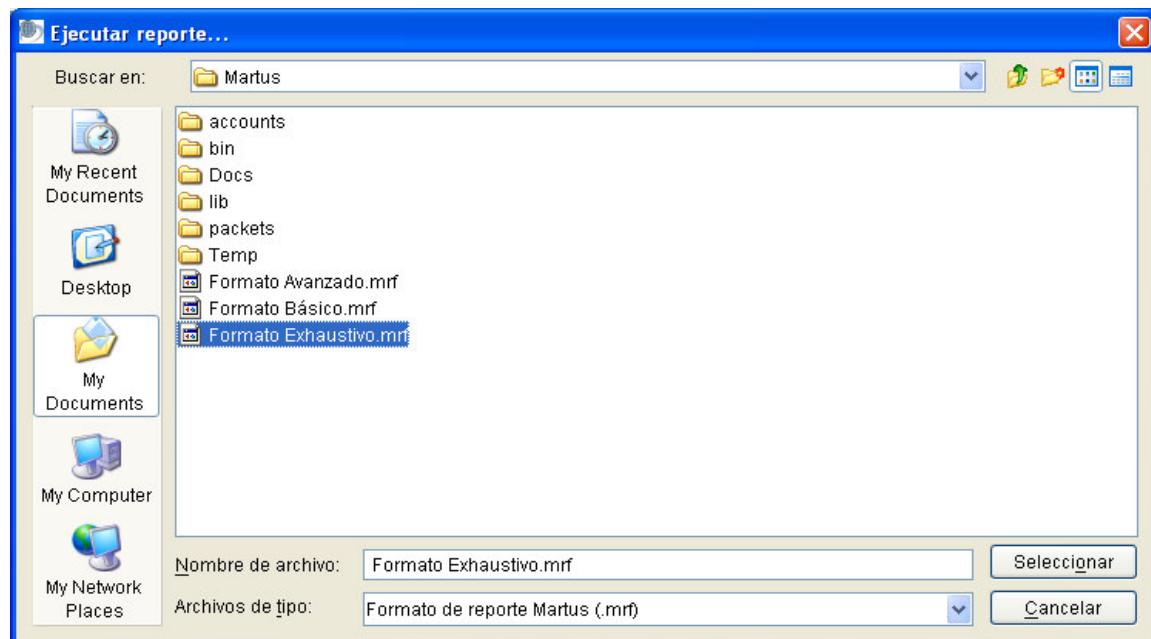 Ejecutar reporte...
Buscar en:
Martus
My Recent
Documents
Desktop
My
Documents
My Computer
My Network
Places
accounts
bin
Docs
lib
packets
Temp
Formato Avanzado.mrf
Formato Básico.mrf
Formato Exhaustivo.mrf
Nombre de archivo:
Formato Exhaustivo.mrf
Seleccionar
Archivos de tipo:
Formato de reporte Martus (.mrf)
Cancelar